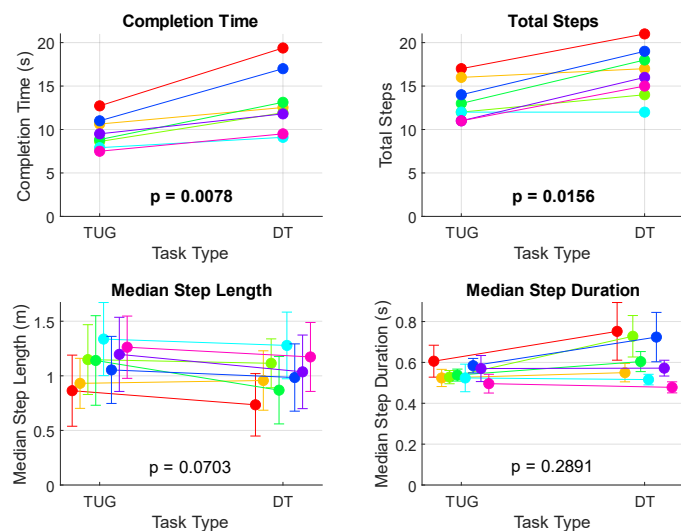 Completion Time
Completion Time (s)
20
15
10
5
0
p = 0.0078
TUG
DT
Task Type
Total Steps
Total Steps
20
15
10
5
0
p = 0.0156
TUG
DT
Task Type
Median Step Length
Median Step Length (m)
1.5
1
0.5
0
p = 0.0703
TUG
DT
Task Type
Median Step Duration
Median Step Duration (s)
0.8
0.6
0.4
0.2
0
p = 0.2891
TUG
DT
Task Type